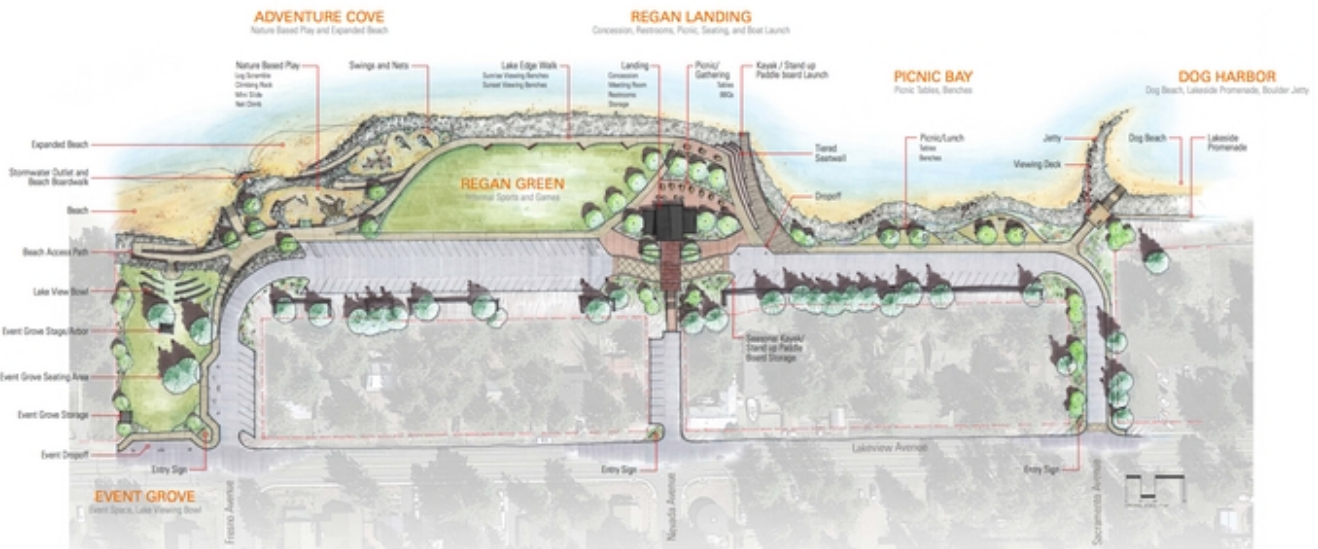 ADVENTURE COVE
Nature Based Play and Expanded Beach
REGAN LANDING
Concession, Restrooms, Picnic, Seating, and Boat Launch
PICNIC BAY
Picnic Tables, Benches
DOG HARBOR
Dog Beach, Lakeside Promenade, Boulder Jetty
Nature Based Play
Log Scramble
Climbing Rock
Mini Slide
Net Climb
Swings and Nets
Lake Edge Walk
Sunrise Viewing Benches
Sunset Viewing Benches
Landing
Concession
Meeting Room
Restrooms
Storage
Picnic/
Gathering
Tables
BBQs
Kayak / Stand up
Paddle board Launch
Expanded Beach
Stormwater Outlet and
Beach Boardwalk
Beach
Beach Access Path
Lake View Bowl
Event Grove Stage/Arbor
Event Grove Seating Area
Event Grove Storage
Event Dropoff
Entry Sign
EVENT GROVE
Event Space, Lake Viewing Bowl
REGAN GREEN
Informal Sports and Games
Tiered
Seatwall
Dropoff
Picnic/Lunch
Tables
Benches
Jetty
Viewing Deck
Dog Beach
Lakeside
Promenade
Seasonal Kayak/
Stand up Paddle
Board Storage
Entry Sign
Entry Sign
Lakeview Avenue
Fresno Avenue
Nevada Avenue
Sacramento Avenue